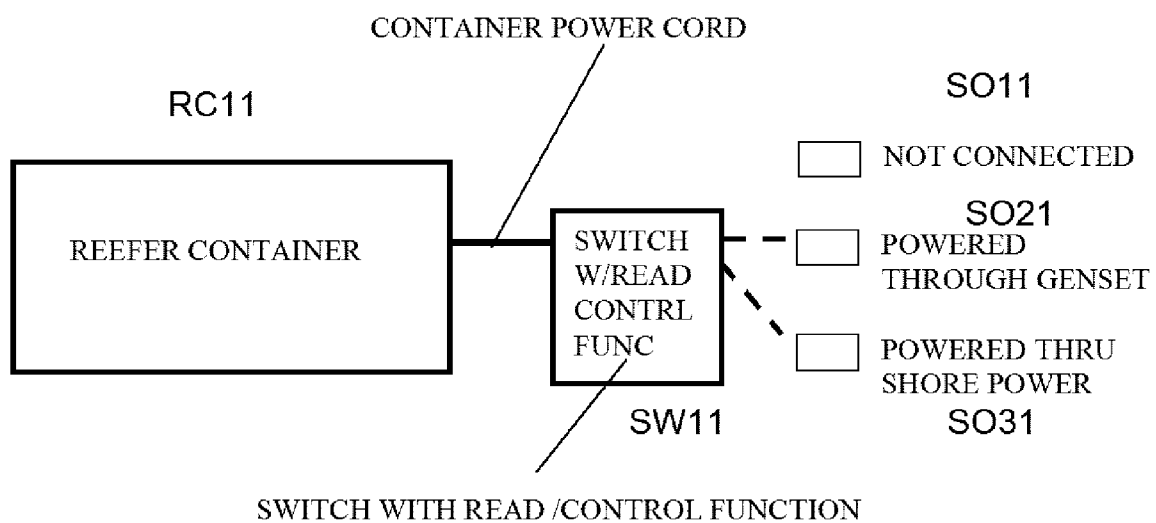 CONTAINER POWER CORD
RC11
SO11
NOT CONNECTED
REEFER CONTAINER
SWITCH
W/READ
CONTRL
FUNC
SO21
POWERED
THROUGH GENSET
POWERED THRU
SHORE POWER
SW11
SO31
SWITCH WITH READ /CONTROL FUNCTION